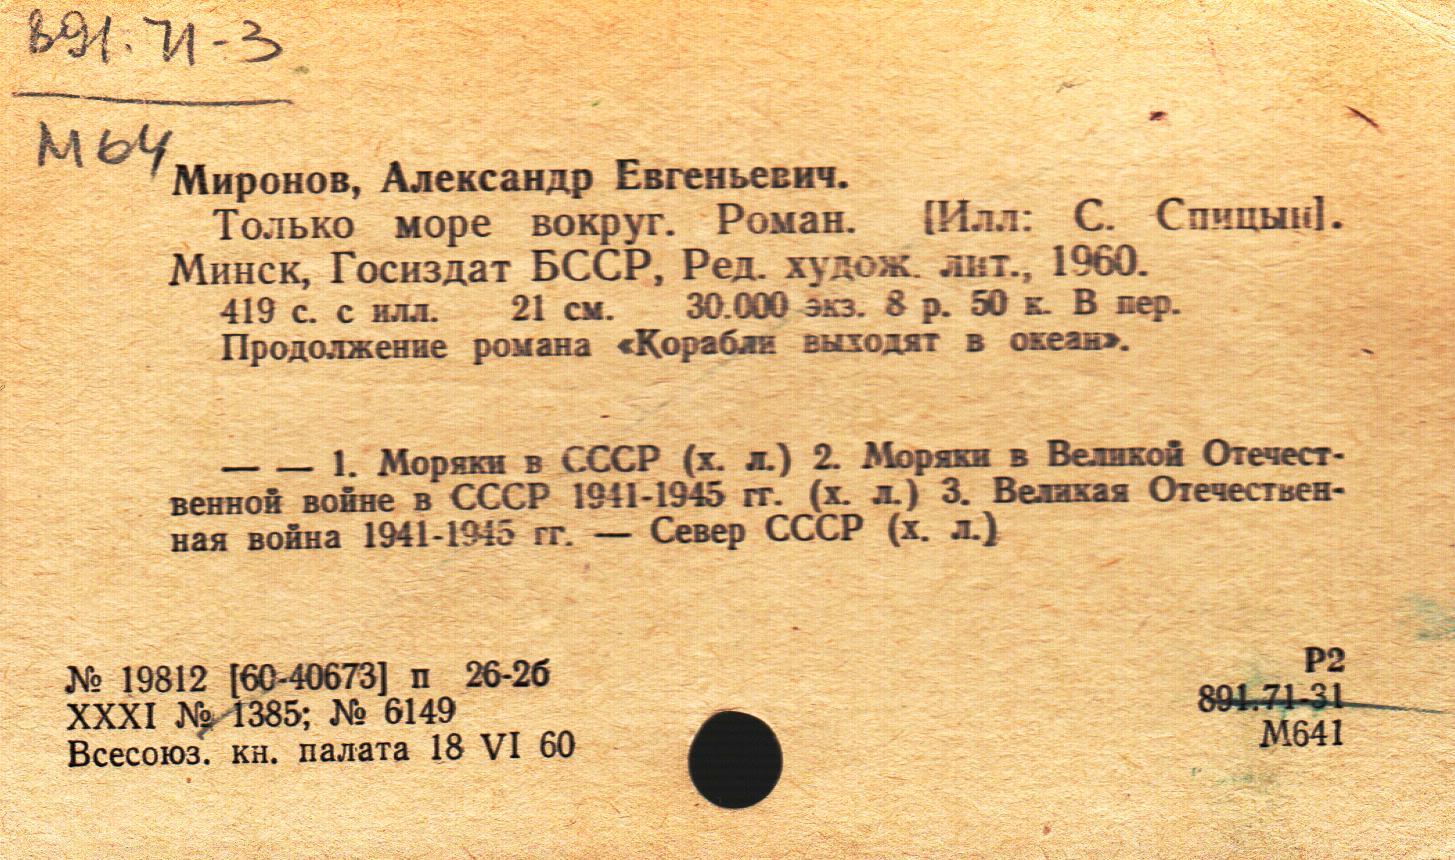 891.71-3
М64
Миронов, Александр Евгеньевич.
Только море вокруг. Роман. [Илл: С. Спицын].
Минск, Госиздат БССР, Ред. худож. лит., 1960.
419 с. с илл. 21 см. 30.000 экз. 8 р. 50 к. В пер.
Продолжение романа «Корабли выходят в океан».
— — 1. Моряки в СССР (х. л.) 2. Моряки в Великой Отечест-
венной войне в СССР 1941-1945 гг. (х. л.) 3. Великая Отечествен-
ная война 1941-1945 гг. — Север СССР (х. л.)
№ 19812 [60-40673] п 26-2б
XXXI № 1385; № 6149
Всесоюз. кн. палата 18 VI 60
Р2
891.71-31
М641